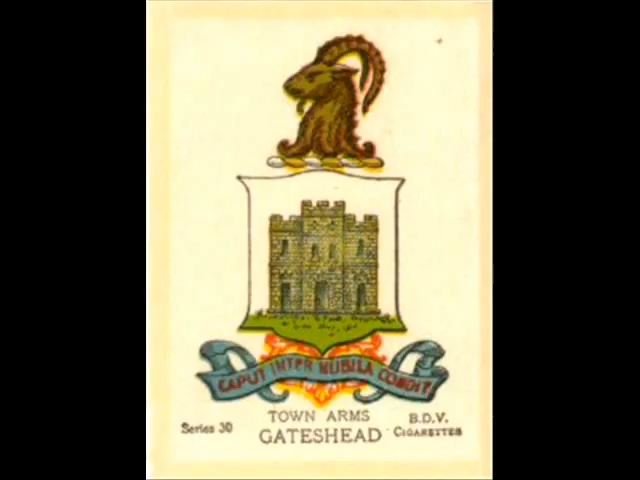 CAPUT INTER NUBILA CONDIT
TOWN ARMS
GATESHEAD
Series 30
B.D.V.
CIGARETTES